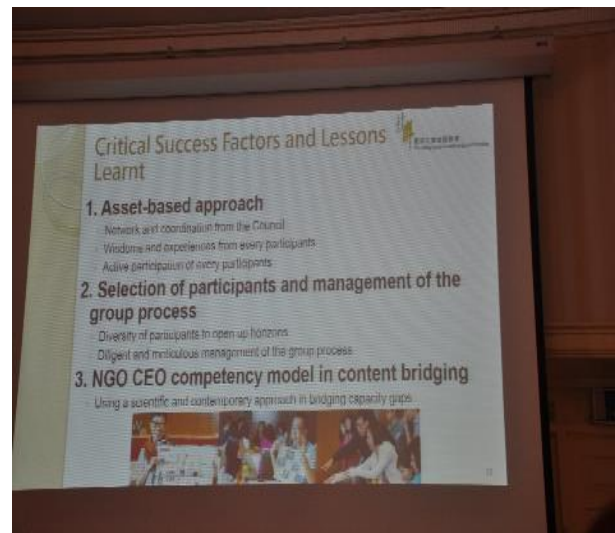 Critical Success Factors and Lessons
Learnt
1. Asset-based approach
Network and coordination from the Council
Wisdoms and experiences from every participants
Active participation of every participants
2. Selection of participants and management of the
group process
Diversity of participants to open up horizons
Diligent and meticulous management of the group process
3. NGO CEO competency model in content bridging
Using a scientific and contemporary approach in bridging capacity gaps